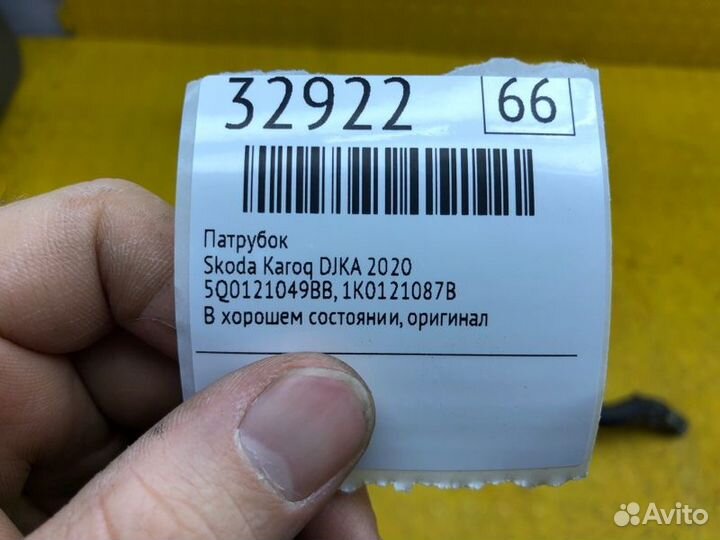 32922 66
Патрубок
Skoda Karoq DJKA 2020
5Q0121049BB, 1K0121087B
В хорошем состоянии, оригинал
Avito